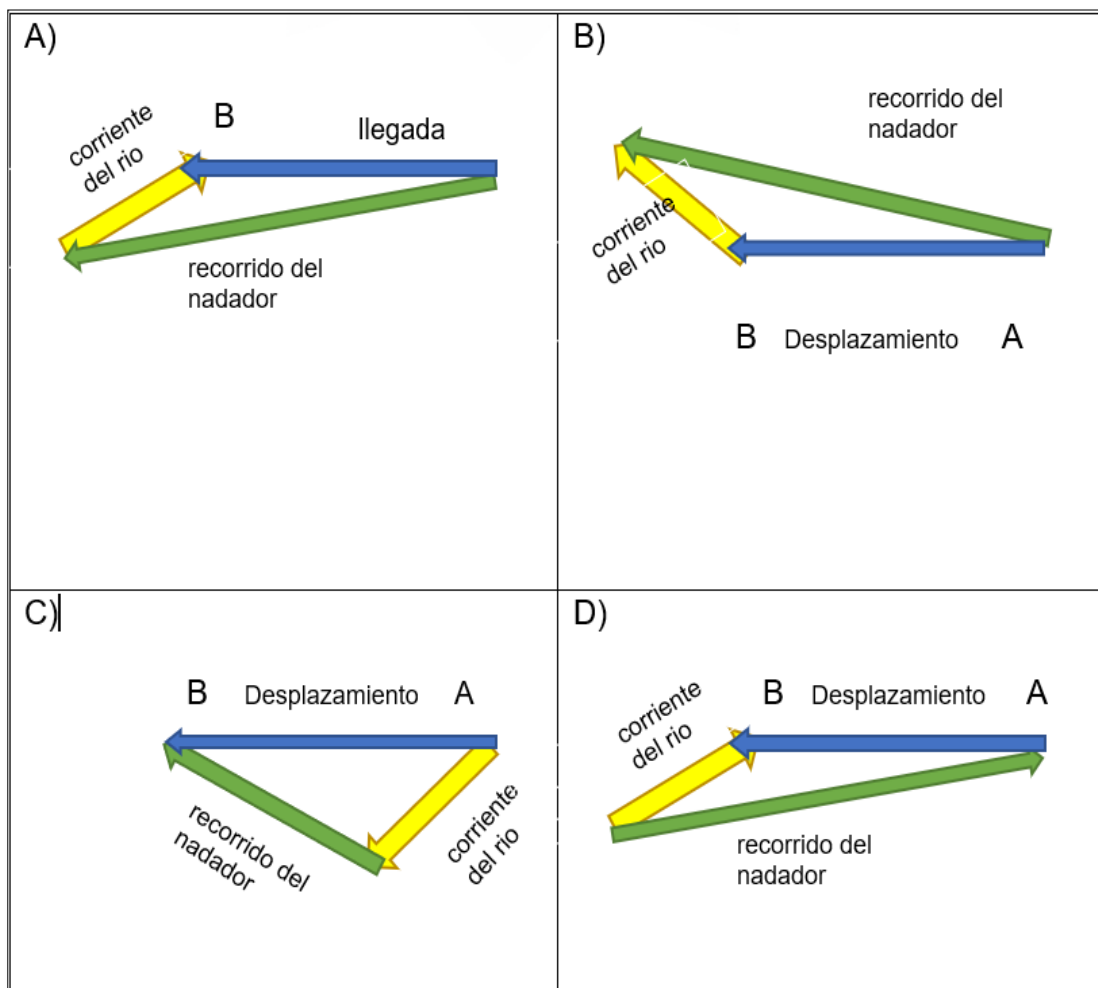 A)
corriente
del rio
B
llegada
recorrido del
nadador
B)
recorrido del
nadador
corriente
del rio
B Desplazamiento A
C)
B Desplazamiento A
recorrido del
nadador
corriente
del rio
D)
corriente
del rio
B Desplazamiento A
recorrido del
nadador